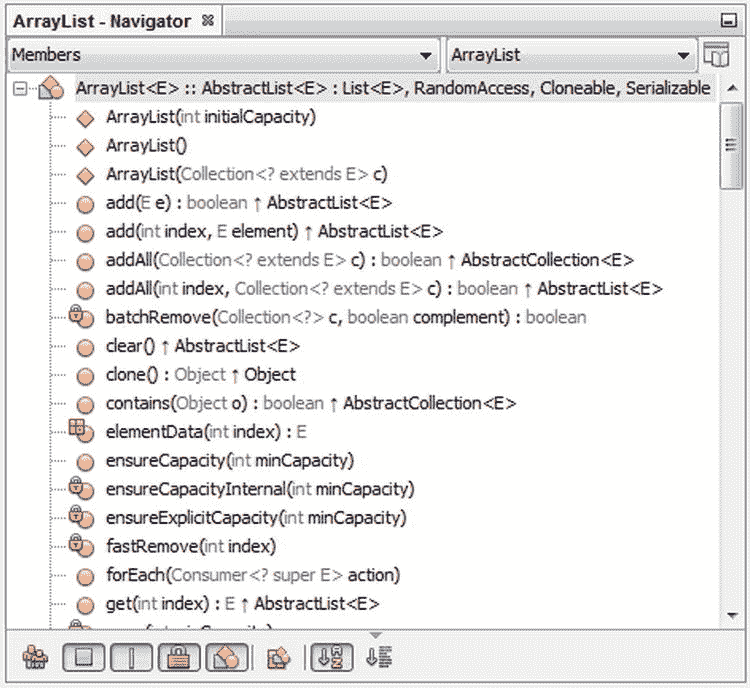 ArrayList - Navigator
Members ArrayList
ArrayList<E> :: AbstractList<E> : List<E>, RandomAccess, Cloneable, Serializable
ArrayList(int initialCapacity)
ArrayList()
ArrayList(Collection<? extends E> c)
add(E e) : boolean ↑ AbstractList<E>
add(int index, E element) ↑ AbstractList<E>
addAll(Collection<? extends E> c) : boolean ↑ AbstractCollection<E>
addAll(int index, Collection<? extends E> c) : boolean ↑ AbstractList<E>
batchRemove(Collection<?> c, boolean complement) : boolean
clear() ↑ AbstractList<E>
clone() : Object ↑ Object
contains(Object o) : boolean ↑ AbstractCollection<E>
elementData(int index) : E
ensureCapacity(int minCapacity)
ensureCapacityInternal(int minCapacity)
ensureExplicitCapacity(int minCapacity)
fastRemove(int index)
forEach(Consumer<? super E> action)
get(int index) : E ↑ AbstractList<E>